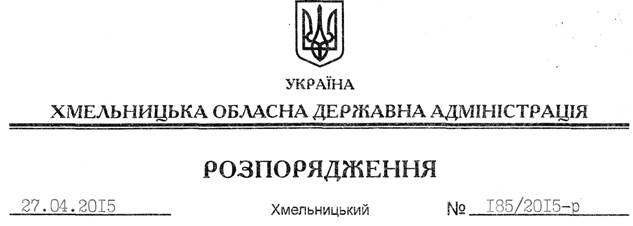 УКРАЇНА
ХМЕЛЬНИЦЬКА ОБЛАСНА ДЕРЖАВНА АДМІНІСТРАЦІЯ
РОЗПОРЯДЖЕННЯ
27.04.2015 Хмельницький № 185/2015-р